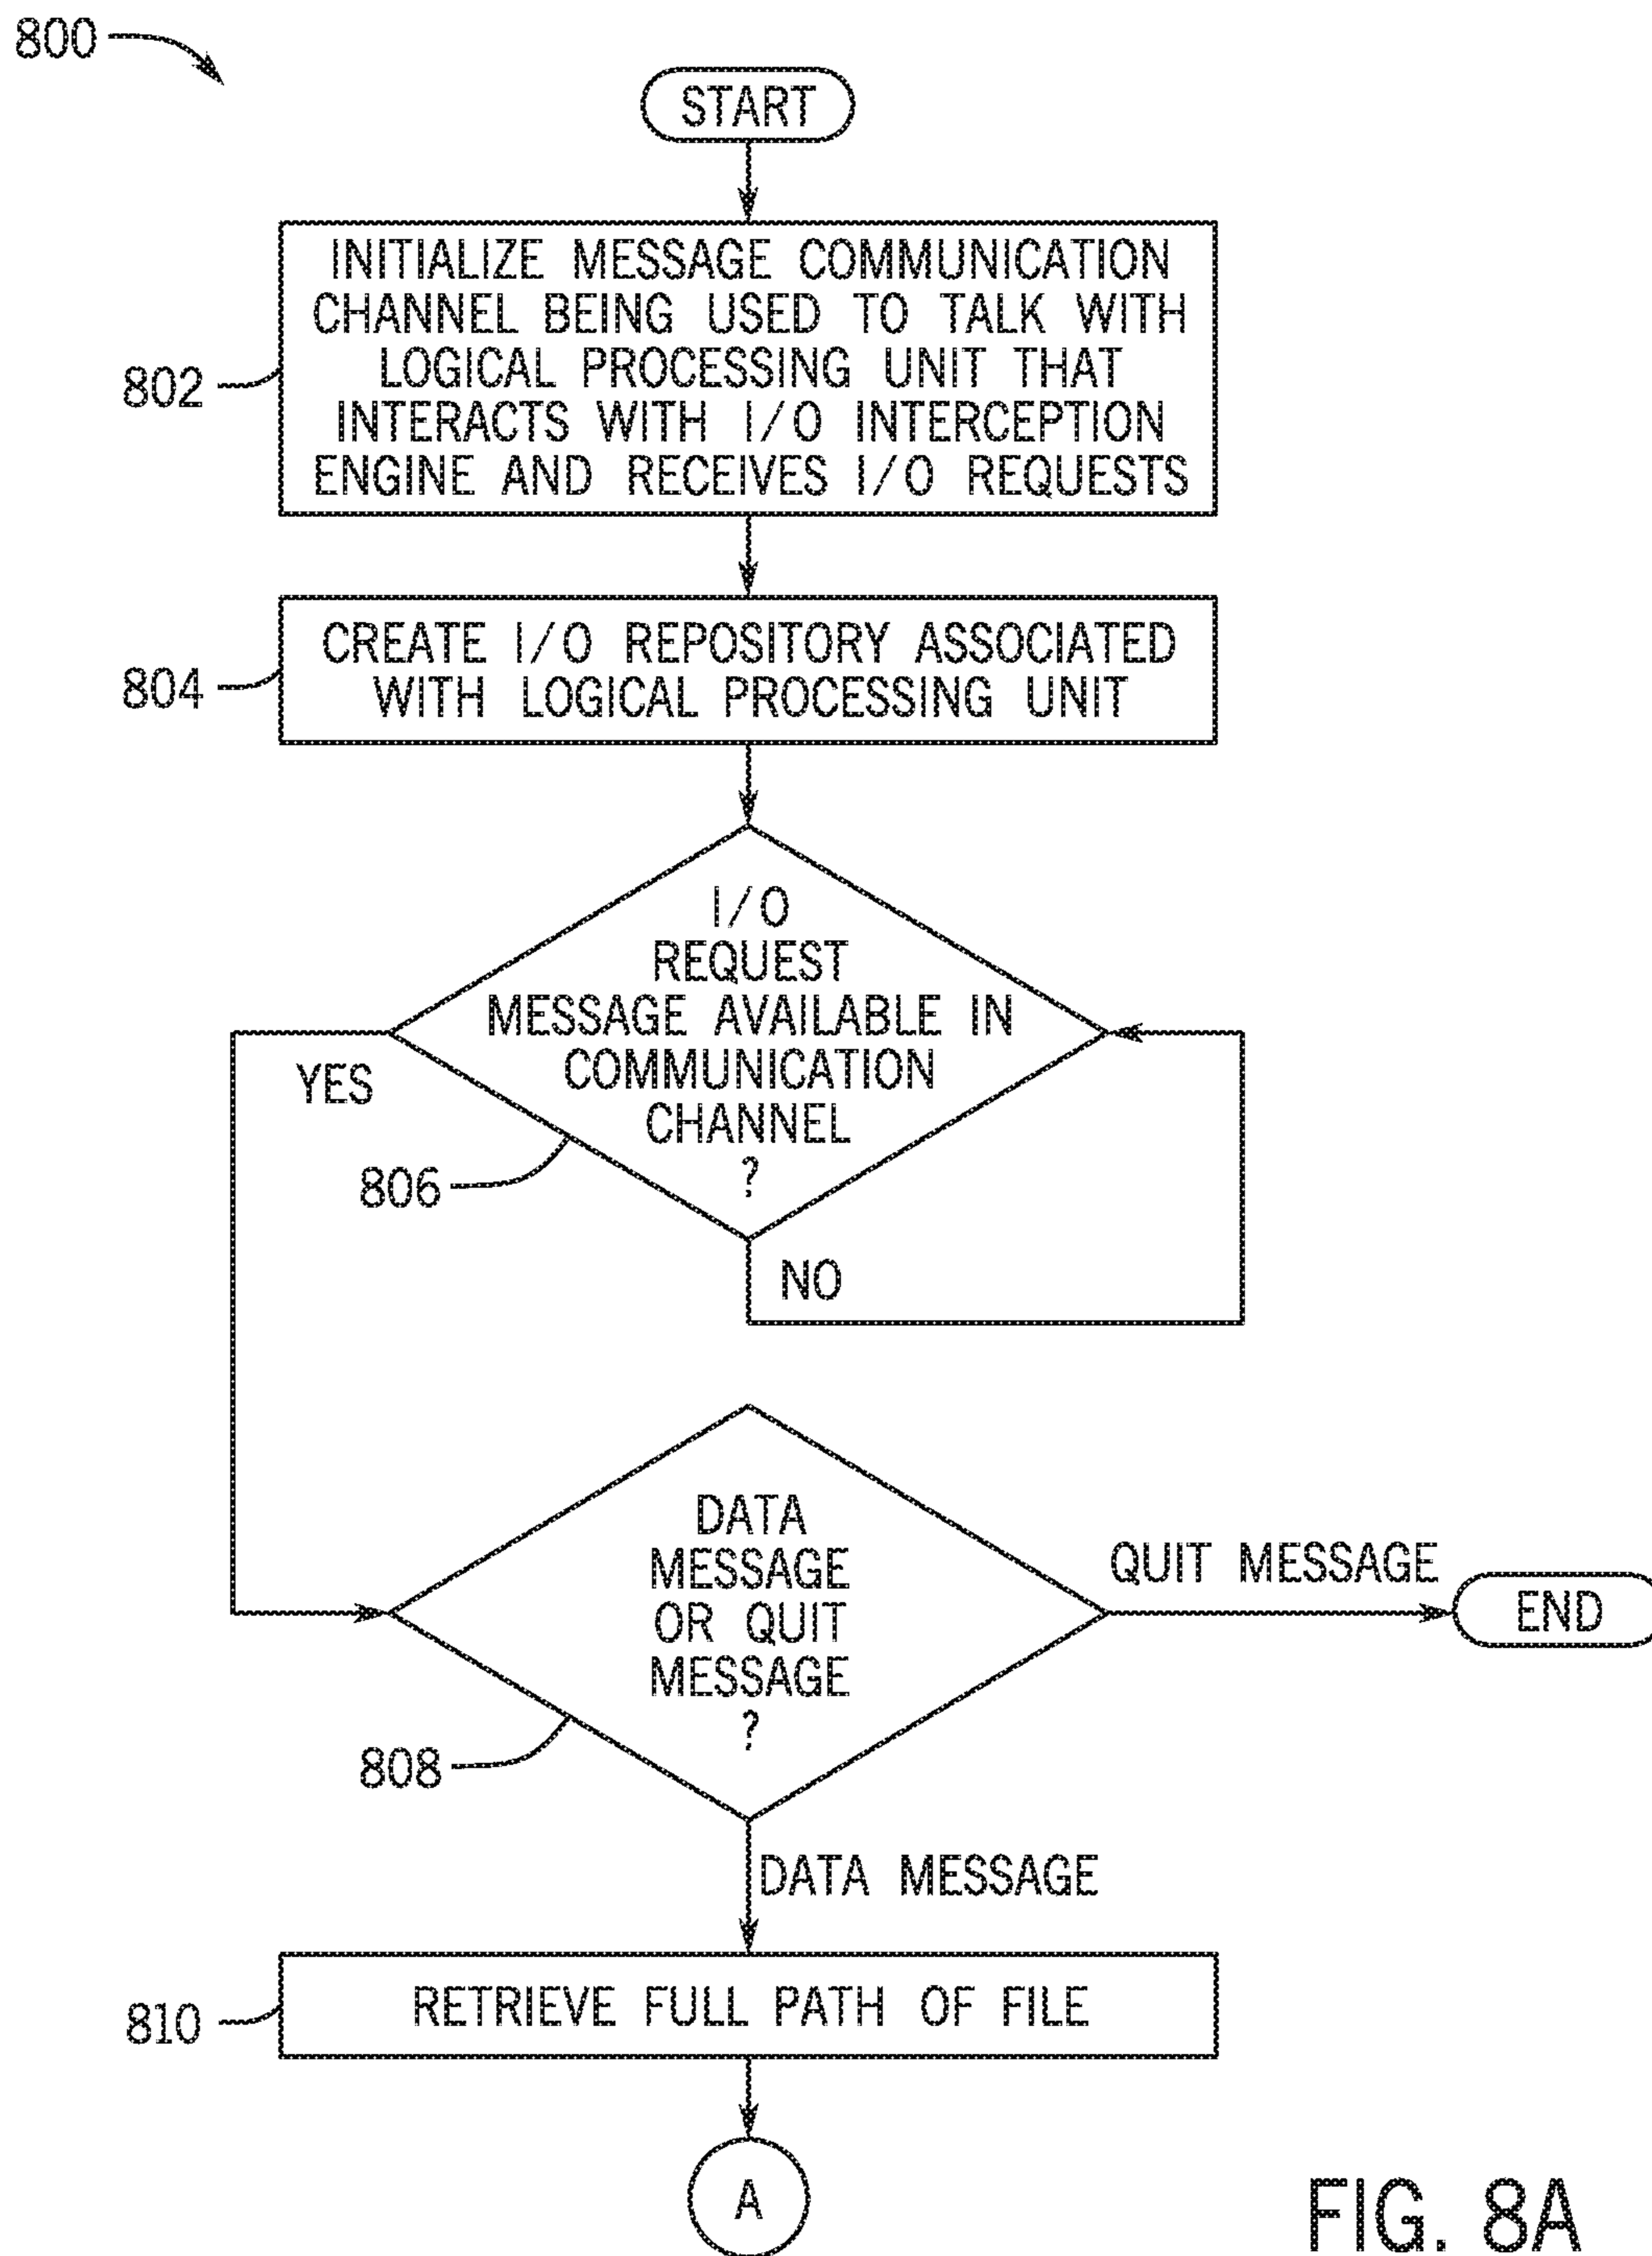 800
START
INITIALIZE MESSAGE COMMUNICATION
CHANNEL BEING USED TO TALK WITH
LOGICAL PROCESSING UNIT THAT
INTERACTS WITH I/O INTERCEPTION
ENGINE AND RECEIVES I/O REQUESTS
802
CREATE I/O REPOSITORY ASSOCIATED
WITH LOGICAL PROCESSING UNIT
804
I/O
REQUEST
MESSAGE AVAILABLE IN
COMMUNICATION
CHANNEL
?
YES
806
NO
DATA
MESSAGE
OR QUIT
MESSAGE
?
QUIT MESSAGE
END
808
DATA MESSAGE
RETRIEVE FULL PATH OF FILE
810
A
FIG. 8A